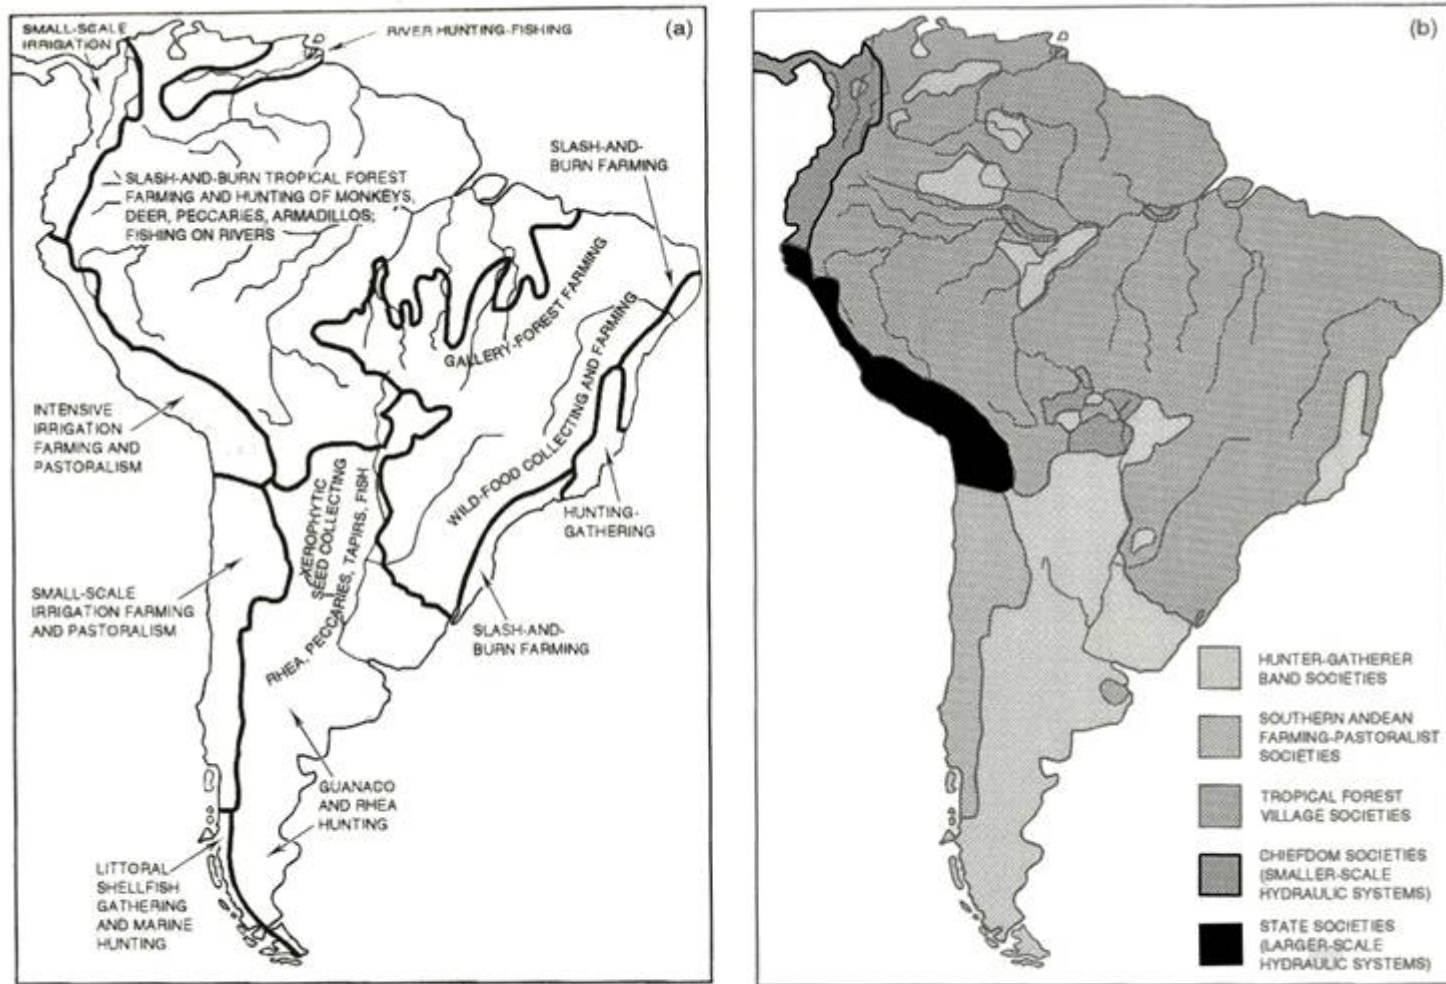 SMALL-SCALE
IRRIGATION
RIVER HUNTING-FISHING
(a)
SLASH-AND-
BURN FARMING
SLASH-AND-BURN TROPICAL FOREST
FARMING AND HUNTING OF MONKEYS,
DEER, PECCARIES, ARMADILLOS;
FISHING ON RIVERS
GALLERY-FOREST FARMING
WILD-FOOD COLLECTING AND FARMING
INTENSIVE
IRRIGATION
FARMING AND
PASTORALISM
XEROPHYTIC
SEED COLLECTING
RHEA, PECCARIES, TAPIRS, FISH
HUNTING-
GATHERING
SMALL-SCALE
IRRIGATION FARMING
AND PASTORALISM
SLASH-AND-
BURN FARMING
GUANACO
AND RHEA
HUNTING
LITTORAL
SHELLFISH
GATHERING
AND MARINE
HUNTING
(b)
HUNTER-GATHERER
BAND SOCIETIES
SOUTHERN ANDEAN
FARMING-PASTORALIST
SOCIETIES
TROPICAL FOREST
VILLAGE SOCIETIES
CHIEFDOM SOCIETIES
(SMALLER-SCALE
HYDRAULIC SYSTEMS)
STATE SOCIETIES
(LARGER-SCALE
HYDRAULIC SYSTEMS)